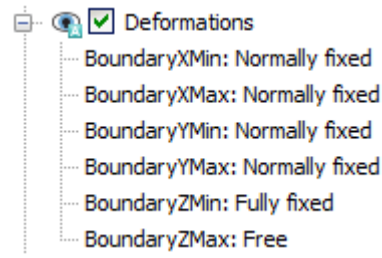 Deformations
BoundaryXMin: Normally fixed
BoundaryXMax: Normally fixed
BoundaryYMin: Normally fixed
BoundaryYMax: Normally fixed
BoundaryZMin: Fully fixed
BoundaryZMax: Free